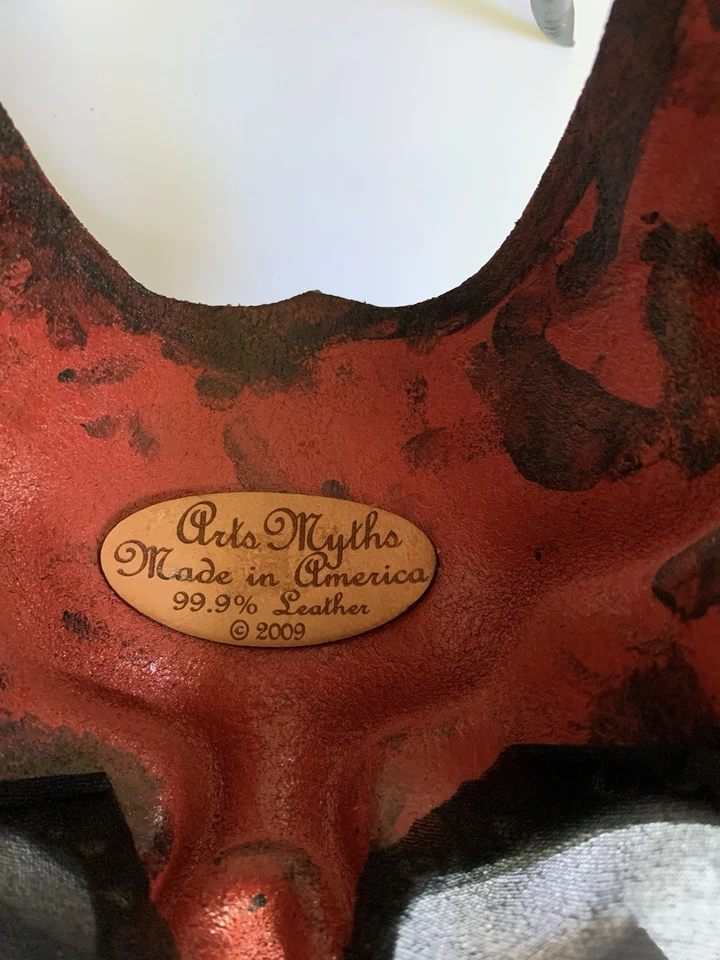 Arts Myths
Made in America
99.9% Leather
© 2009